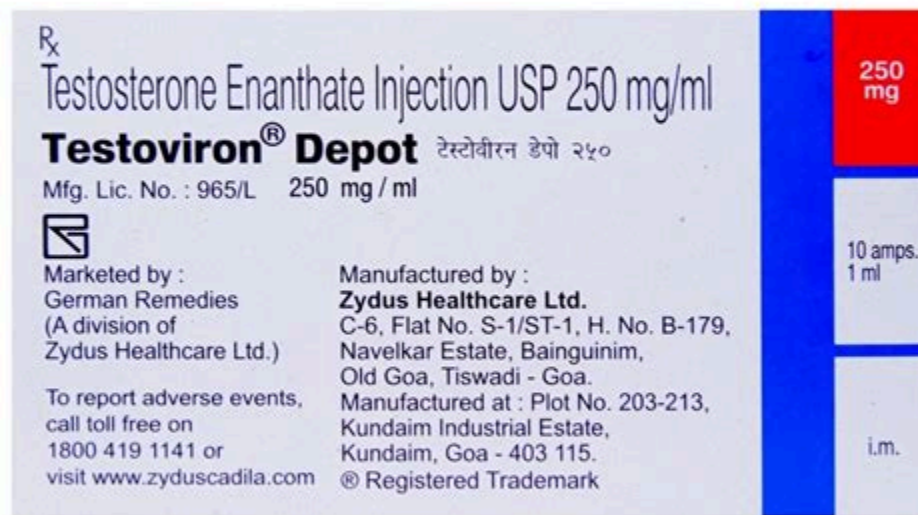 Rx
Testosterone Enanthate Injection USP 250 mg/ml
Testoviron® Depot टेस्टोवीरन डेपो २५०
Mfg. Lic. No. : 965/L 250 mg / ml
Marketed by :
German Remedies
(A division of
Zydus Healthcare Ltd.)
To report adverse events,
call toll free on
1800 419 1141 or
visit www.zyduscadila.com
Manufactured by :
Zydus Healthcare Ltd.
C-6, Flat No. S-1/ST-1, H. No. B-179,
Navelkar Estate, Bainguinim,
Old Goa, Tiswadi - Goa.
Manufactured at : Plot No. 203-213,
Kundaim Industrial Estate,
Kundaim, Goa - 403 115.
® Registered Trademark
250
mg
10 amps.
1 ml
i.m.